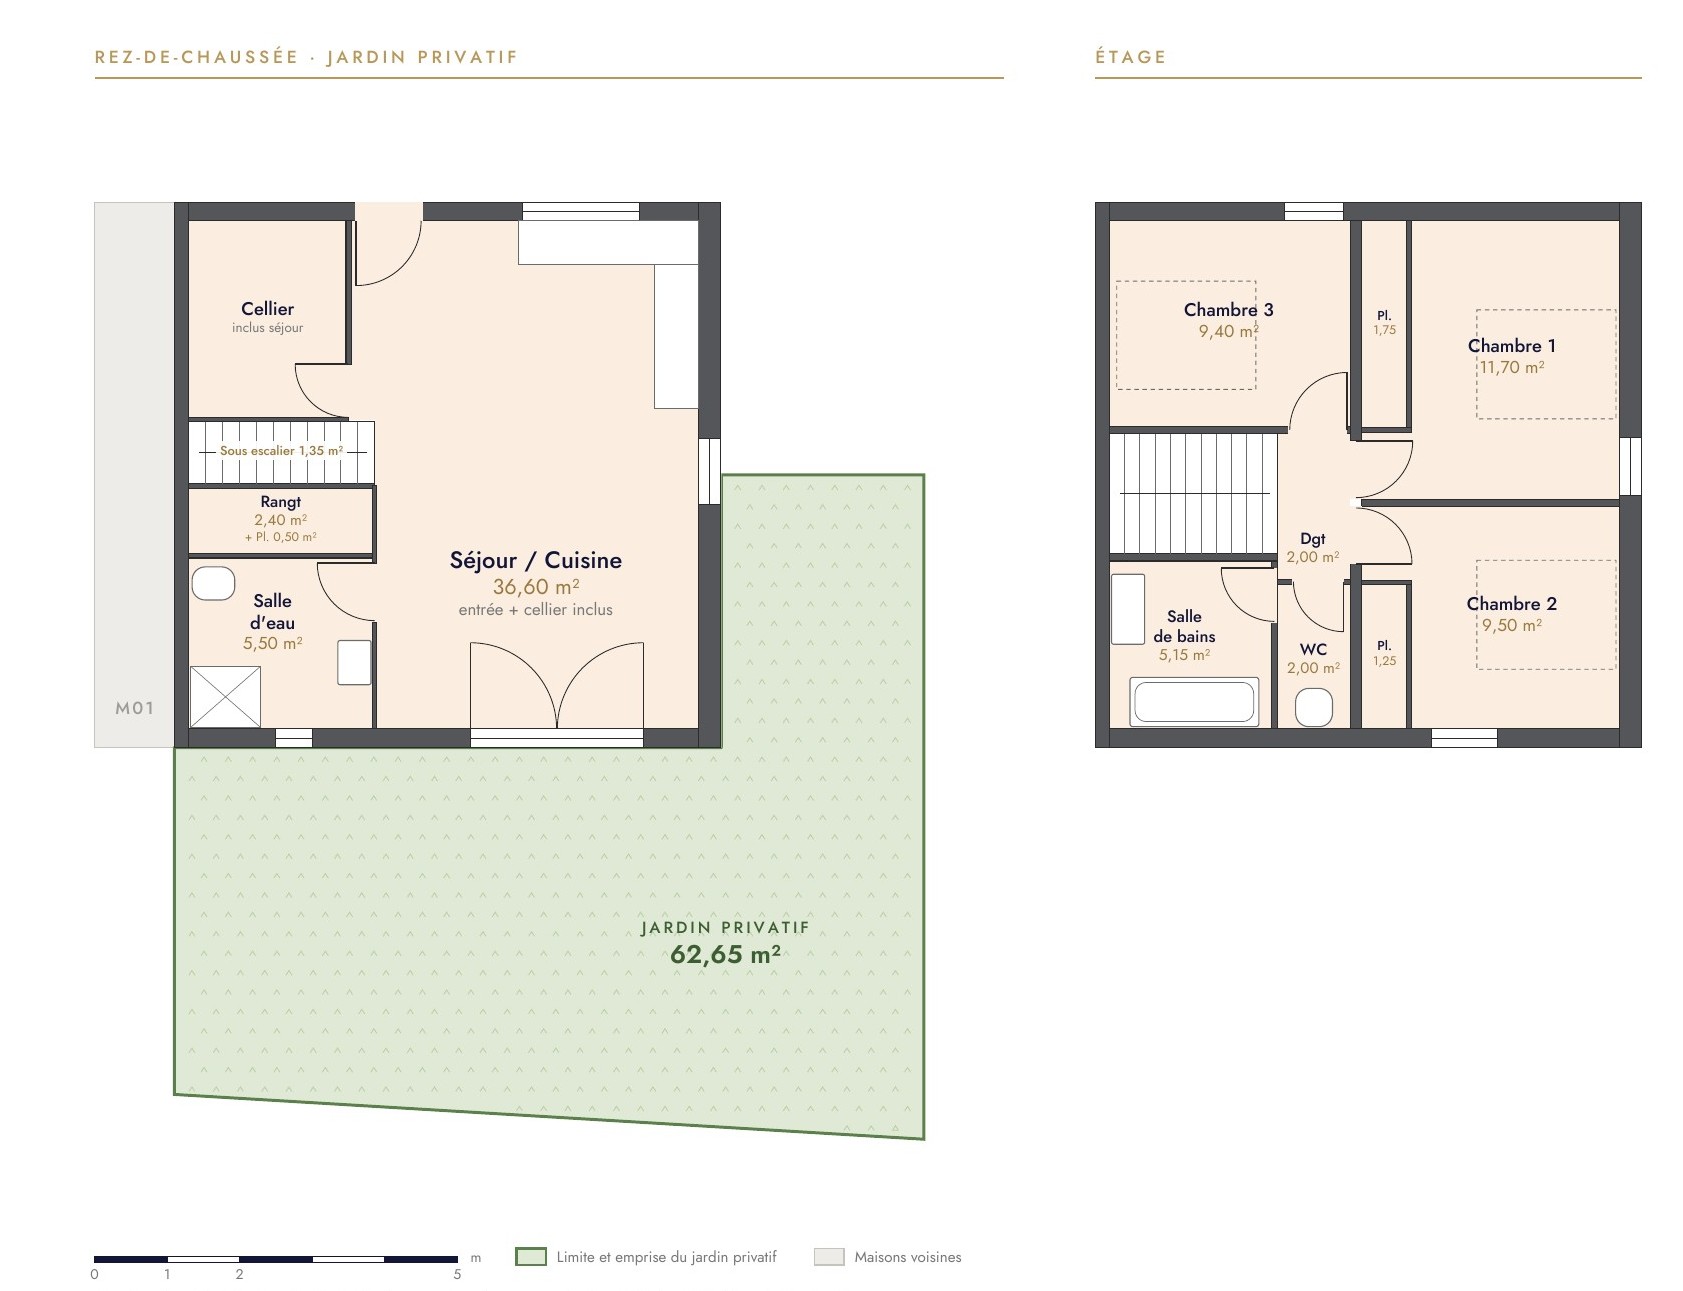 REZ-DE-CHAUSSÉE · JARDIN PRIVATIF
ÉTAGE
Cellier
inclus séjour
Sous escalier 1,35 m²
Rangt
2,40 m²
+ Pl. 0,50 m²
Salle
d'eau
5,50 m²
Séjour / Cuisine
36,60 m²
entrée + cellier inclus
M01
JARDIN PRIVATIF
62,65 m²
Chambre 3
9,40 m²
Pl.
1,75
Chambre 1
11,70 m²
Dgt
2,00 m²
Salle
de bains
5,15 m²
WC
2,00 m²
Pl.
1,25
Chambre 2
9,50 m²
m
0 1 2 5
Limite et emprise du jardin privatif
Maisons voisines